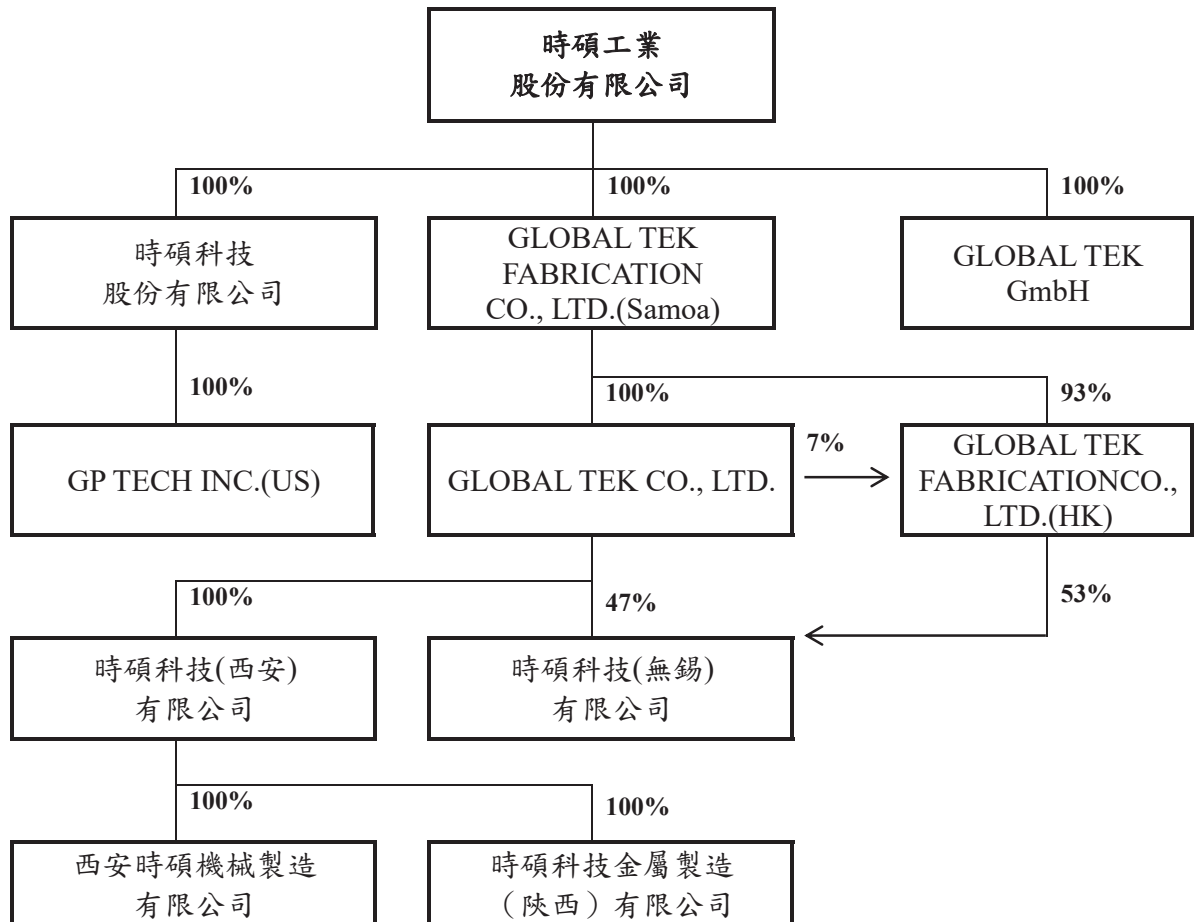 時碩工業
股份有限公司
100%
100%
100%
時碩科技
股份有限公司
GLOBAL TEK
FABRICATION
CO., LTD.(Samoa)
GLOBAL TEK
GmbH
100%
100%
93%
GP TECH INC.(US)
GLOBAL TEK CO., LTD.
7%
GLOBAL TEK
FABRICATIONCO.,
LTD.(HK)
100%
47%
53%
時碩科技(西安)
有限公司
時碩科技(無錫)
有限公司
100%
100%
西安時碩機械製造
有限公司
時碩科技金屬製造
（陝西）有限公司